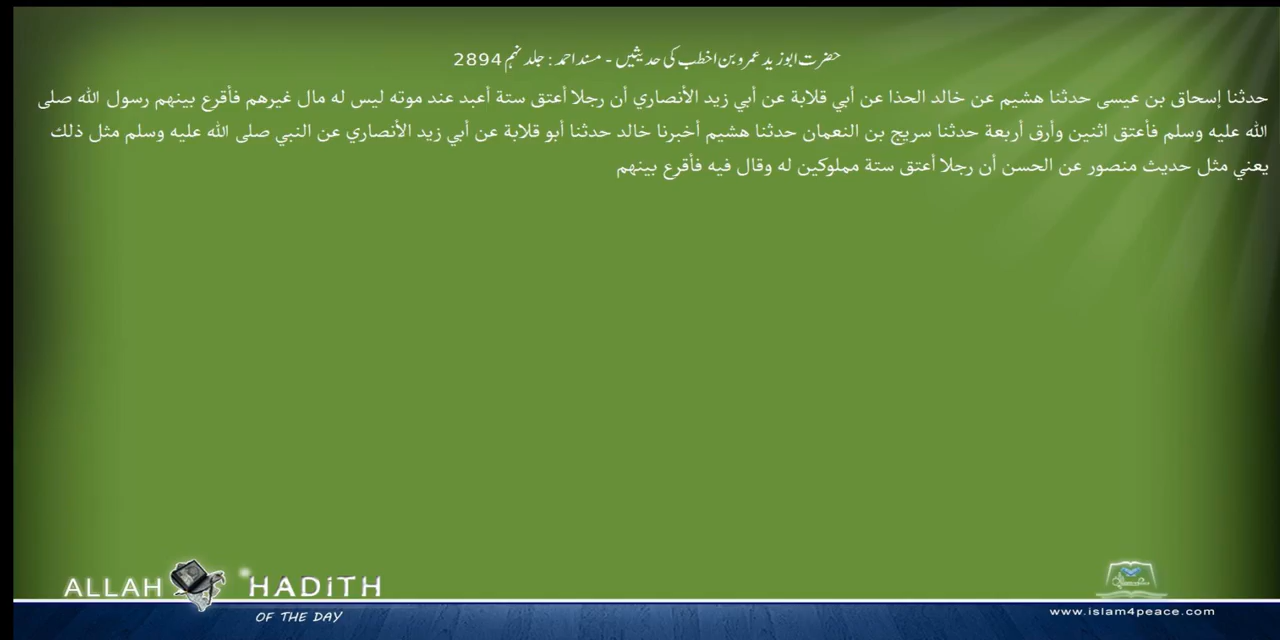 حضرت ابوزید عمرو بن اخطب کی حدیثیں - مسند احمد : جلد نہم 2894
حدثنا إسحاق بن عيسى حدثنا هشيم عن خالد الحذا عن أبي قلابة عن أبي زيد الأنصاري أن رجلا أعتق ستة أعبد عند موته ليس له مال غيرهم فأقرع بينهم رسول الله صلى
الله عليه وسلم فأعتق اثنين وأرق أربعة حدثنا سريج بن النعمان حدثنا هشيم أخبرنا خالد حدثنا أبو قلابة عن أبي زيد الأنصاري عن النبي صلى الله عليه وسلم مثل ذلك
يعني مثل حديث منصور عن الحسن أن رجلا أعتق ستة مملوكين له وقال فيه فأقرع بينهم
ALLAH HADITH
OF THE DAY
www.islam4peace.com